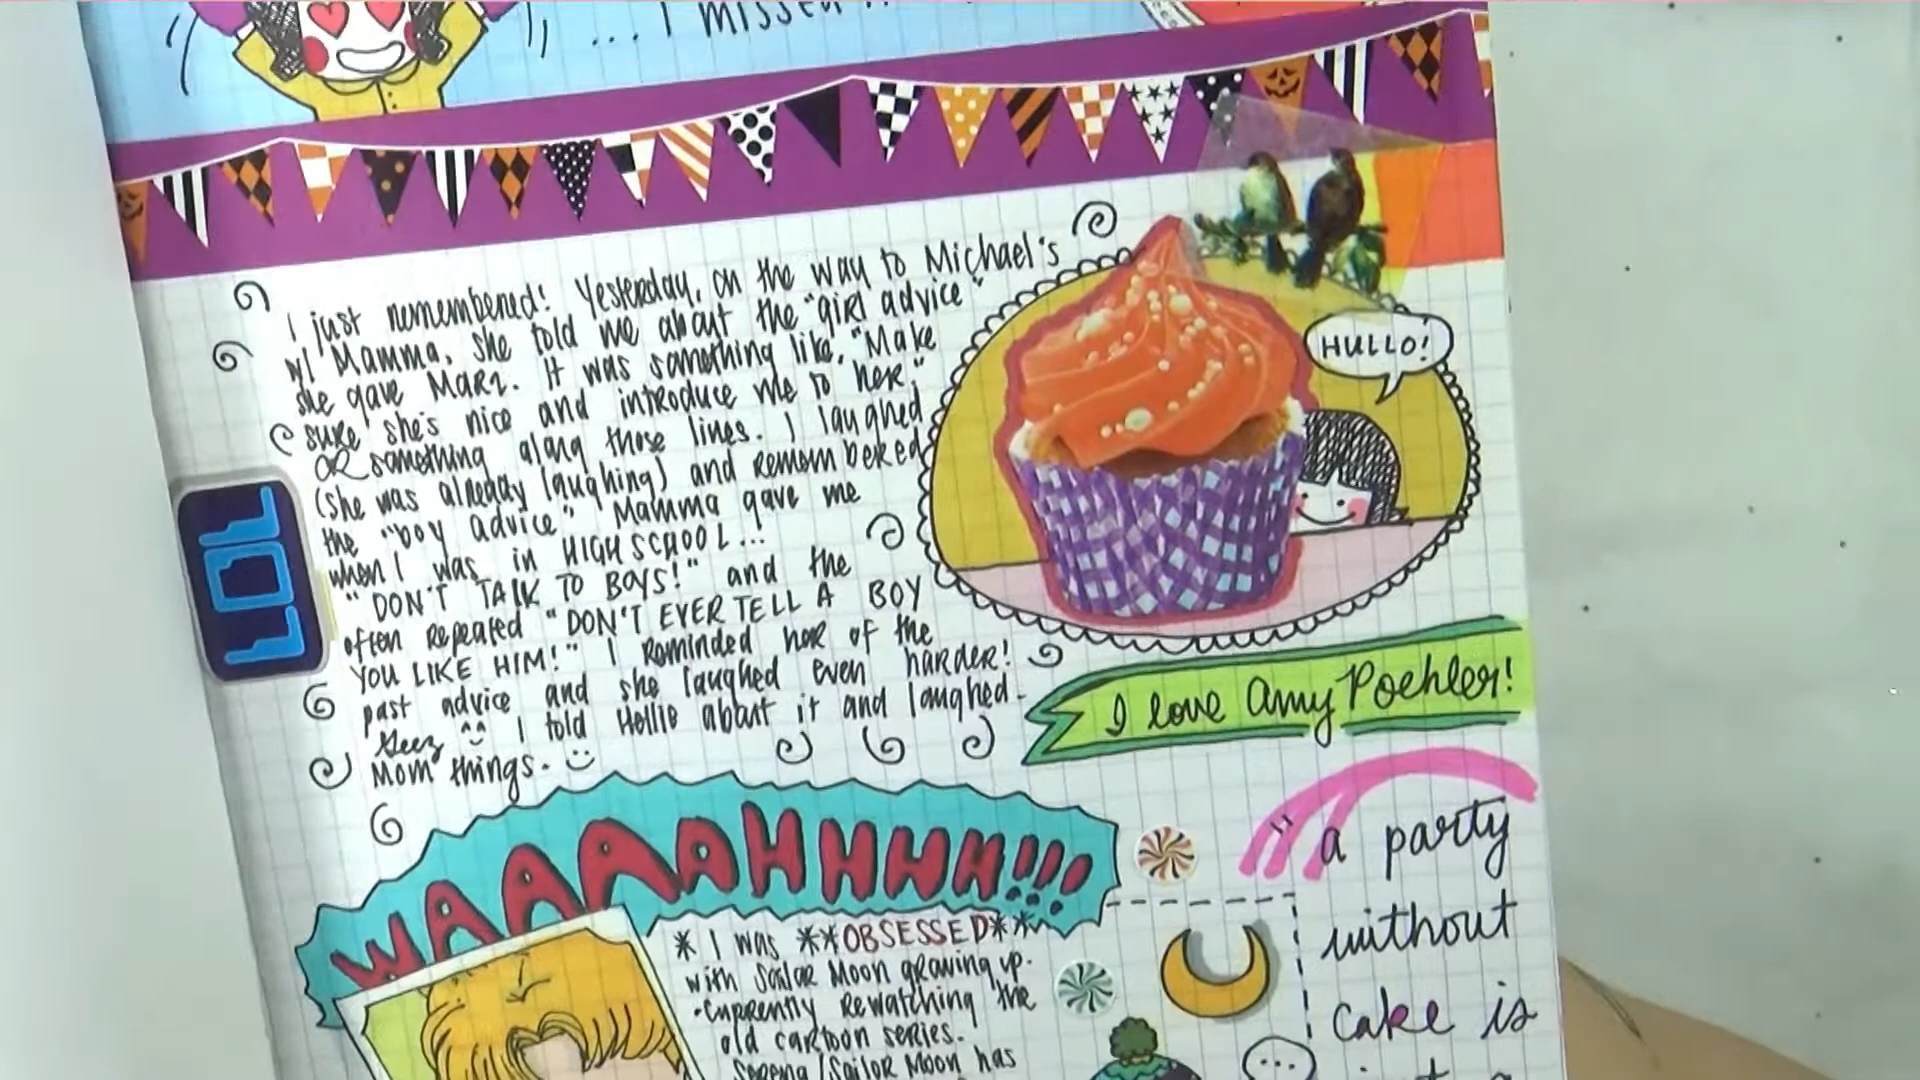 ... I missed
I just remembered! Yesterday, on the way to Michael's
w/ Mamma, she told me about the "girl advice"
she gave Mark. It was something like, "Make
sure she's nice and introduce me to her,"
OR something along those lines. I laughed
(she was already laughing) and remembered
the "boy advice" Mamma gave me
when I was in HIGH SCHOOL...
"DON'T TALK TO BOYS!" and the
often repeated "DON'T EVER TELL A BOY
YOU LIKE HIM!" I reminded her of the
past advice and she laughed even harder!
Geez ^^ I told Hollie about it and laughed.
Mom things.
LOL
HULLO!
I love Amy Poehler!
WAAAAHHHHH!!!
* I was **OBSESSED**
with Sailor Moon growing up.
-Currently rewatching the
old cartoon series.
Serena/Sailor Moon has
"a party
without
cake is